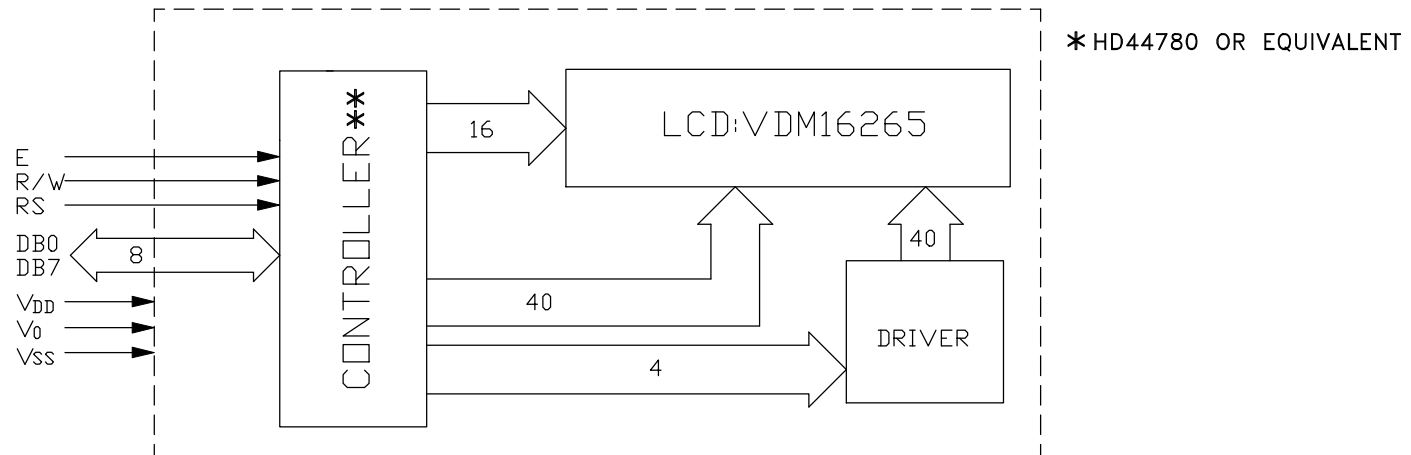 * HD44780 OR EQUIVALENT
CONTROLLER**
16
LCD:VDM16265
E
R/W
RS
DB0
DB7
8
40
40
VDD
V0
VSS
DRIVER
4